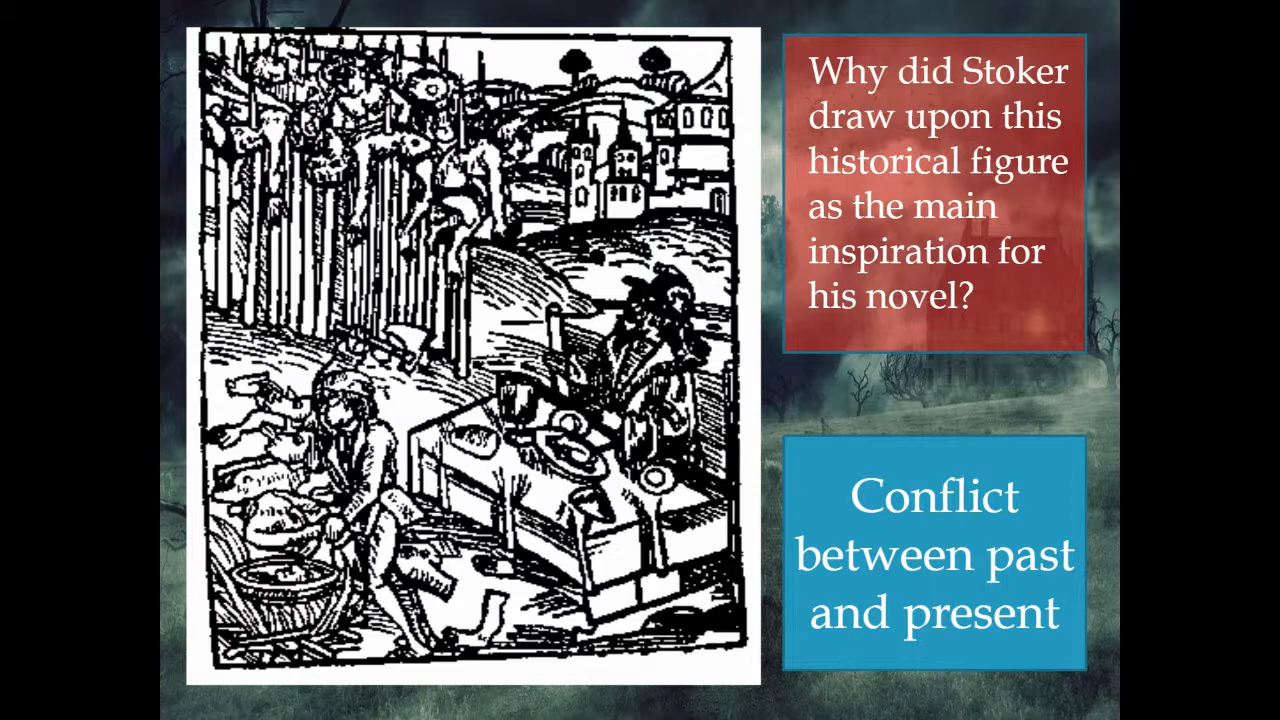 Why did Stoker
draw upon this
historical figure
as the main
inspiration for
his novel?
Conflict
between past
and present